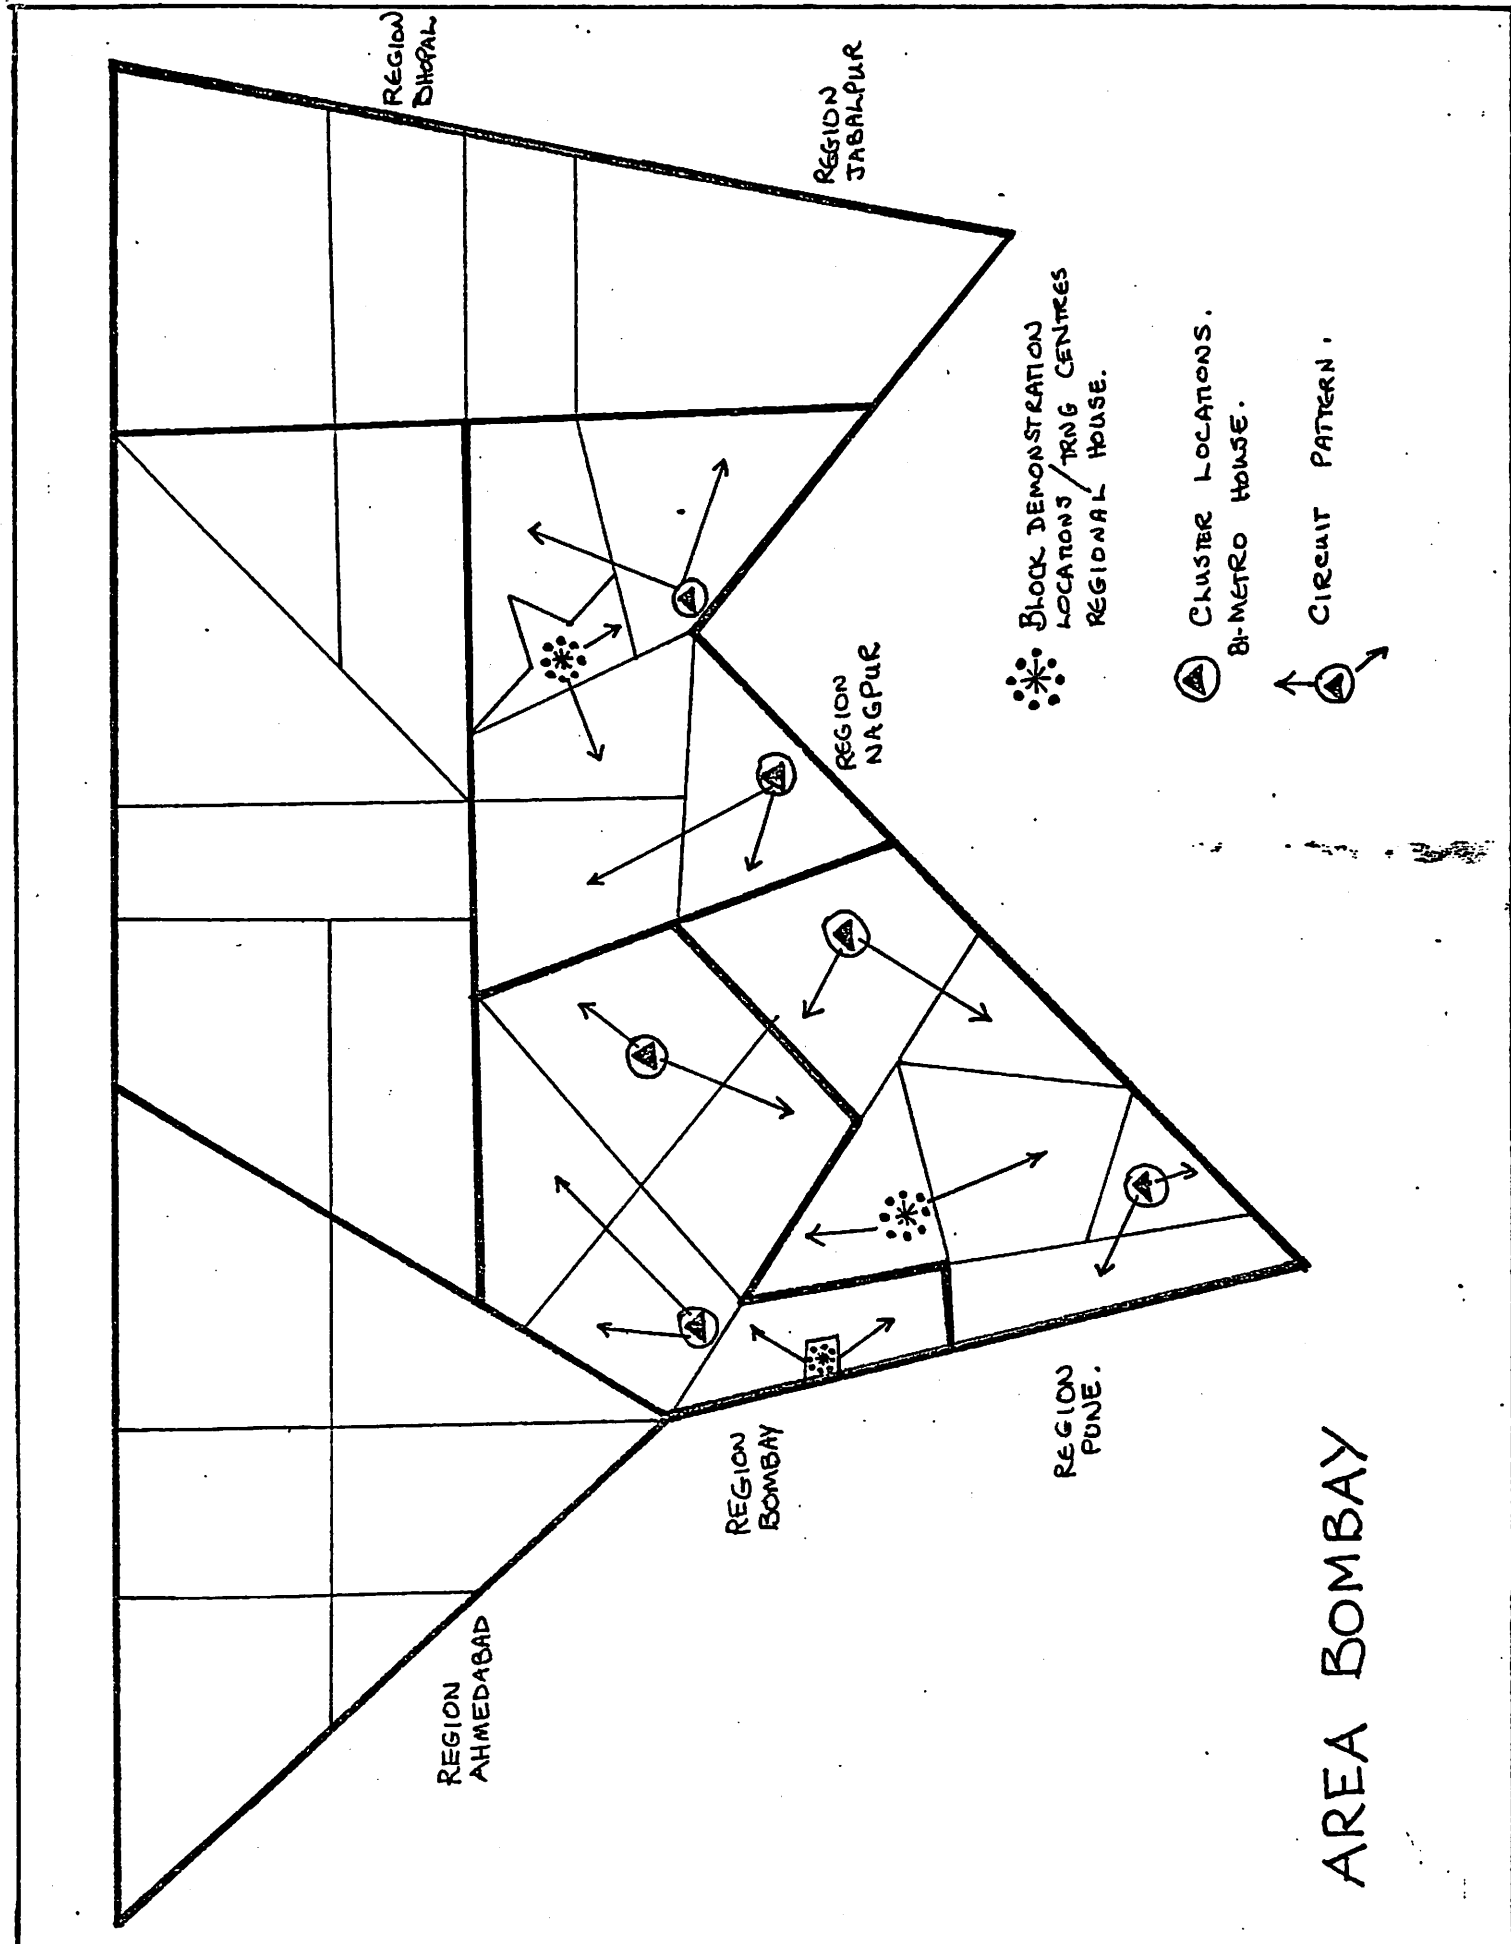 REGION
BHOPAL
REGION
JABALPUR
REGION
NAGPUR
REGION
AHMEDABAD
REGION
BOMBAY
REGION
PUNE.
BLOCK DEMONSTRATION
LOCATIONS / TRNG CENTRES
REGIONAL HOUSE.
CLUSTER LOCATIONS.
BI-METRO HOUSE.
CIRCUIT PATTERN.
AREA BOMBAY